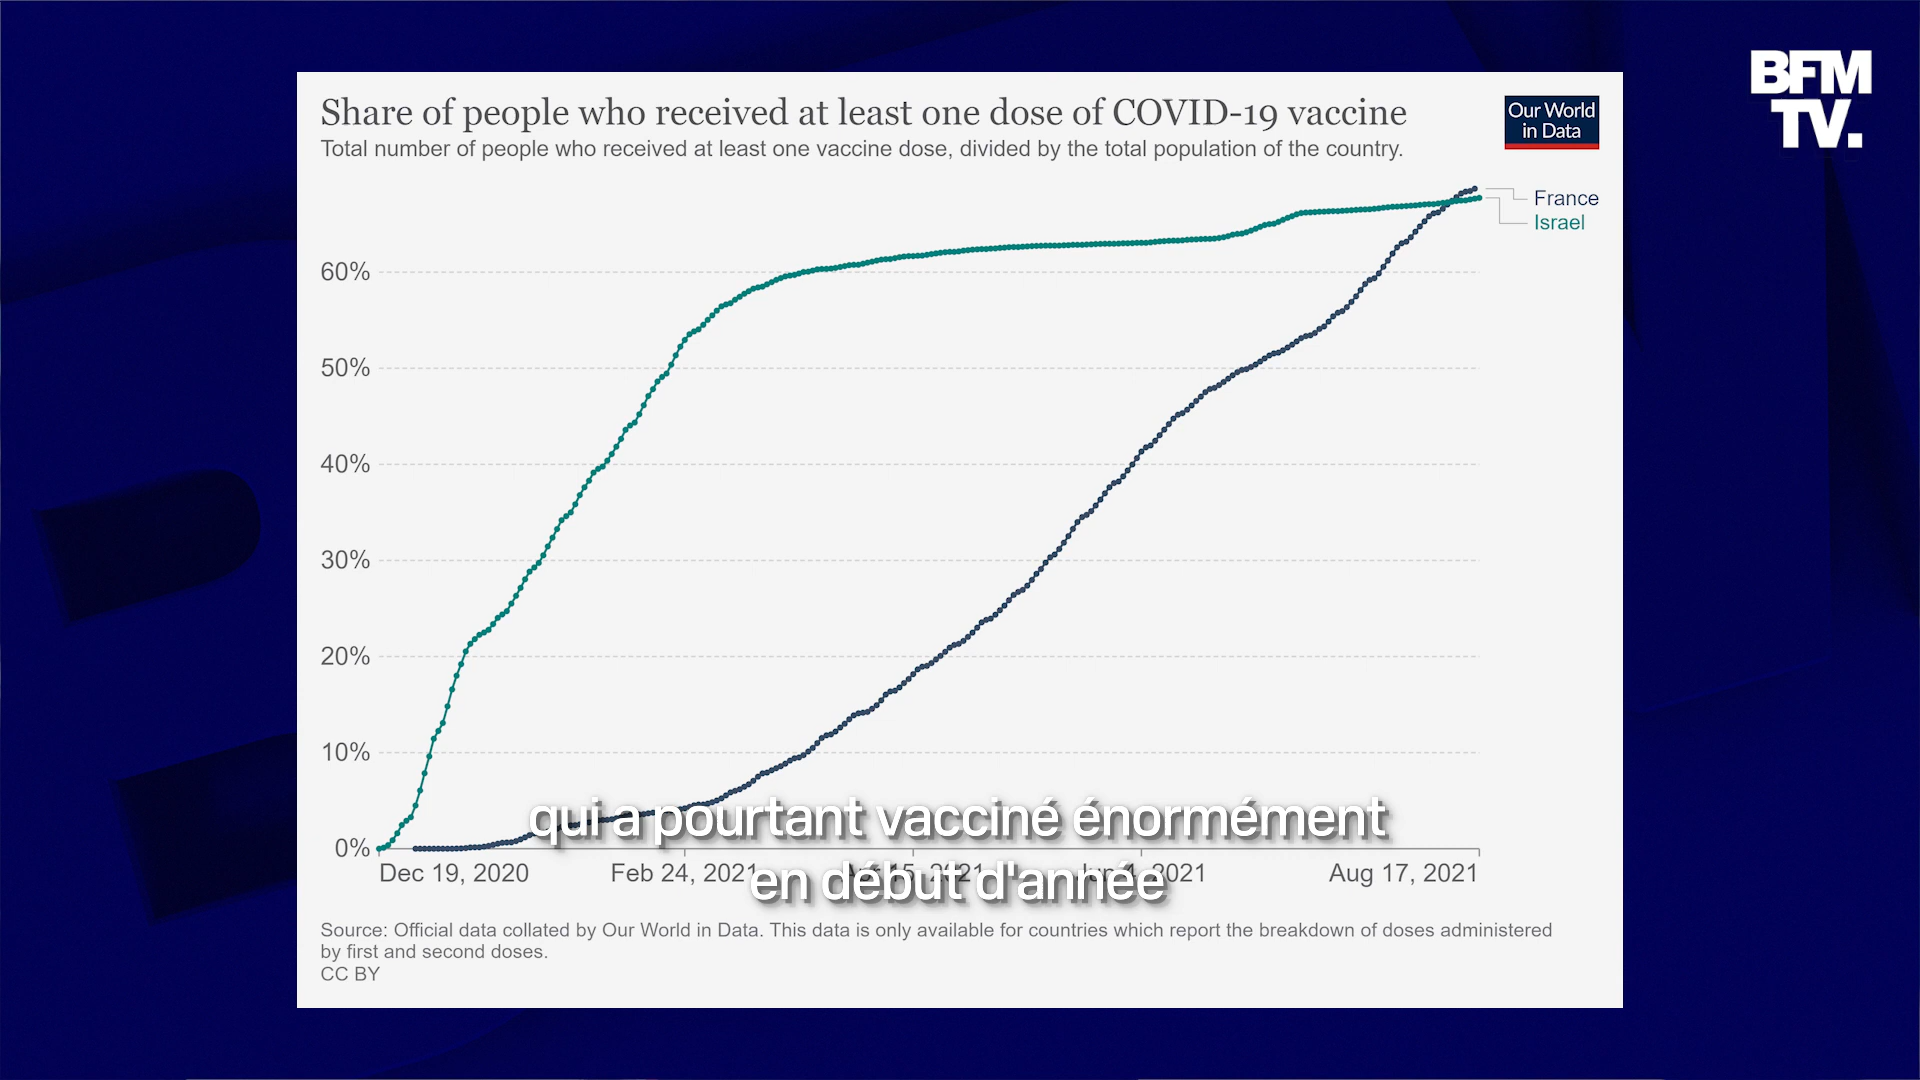 BFM
TV.
Share of people who received at least one dose of COVID-19 vaccine
Total number of people who received at least one vaccine dose, divided by the total population of the country.
Our World
in Data
France
Israel
60%
50%
40%
30%
20%
10%
0%
qui a pourtant vacciné énormément
en début d'année
Dec 19, 2020
Feb 24, 2021
Aug 17, 2021
Source: Official data collated by Our World in Data. This data is only available for countries which report the breakdown of doses administered
by first and second doses.
CC BY